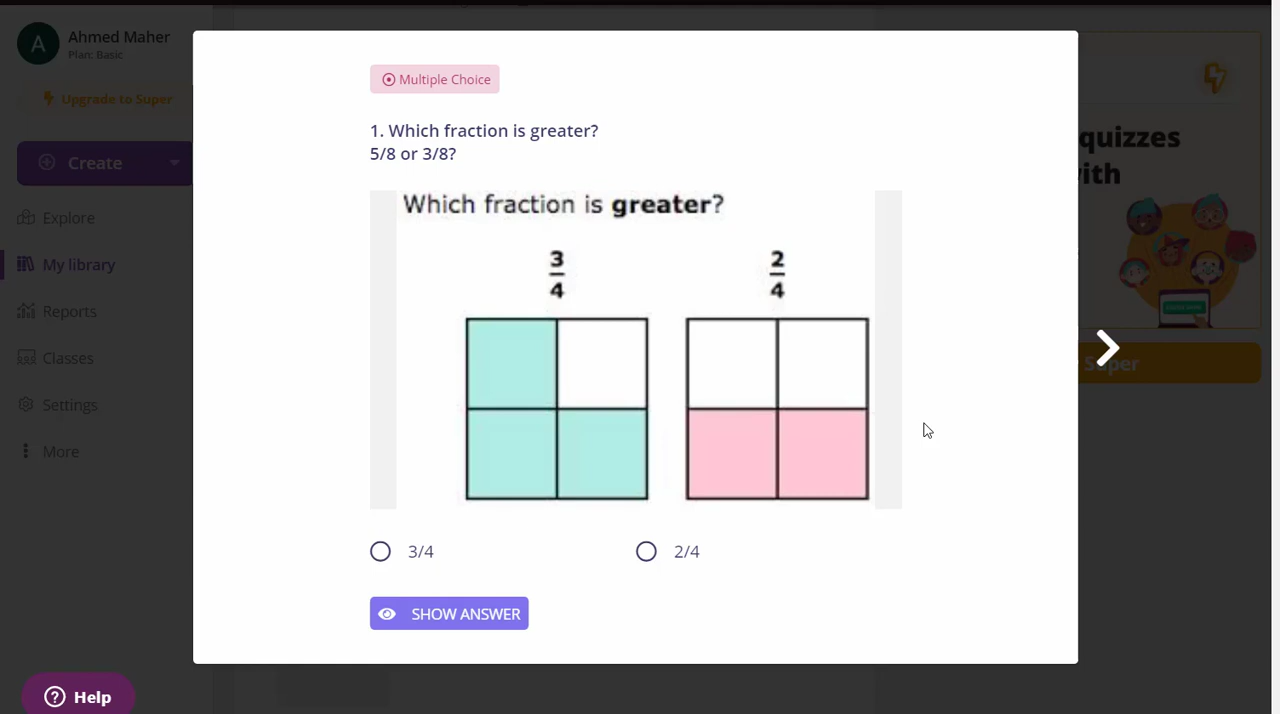 A
Ahmed Maher
Plan: Basic
Upgrade to Super
Create
Explore
My library
Reports
Classes
Settings
More
Help
Multiple Choice
1. Which fraction is greater?
5/8 or 3/8?
Which fraction is greater?
3/4 2/4
3/4 2/4
SHOW ANSWER
quizzes
Super